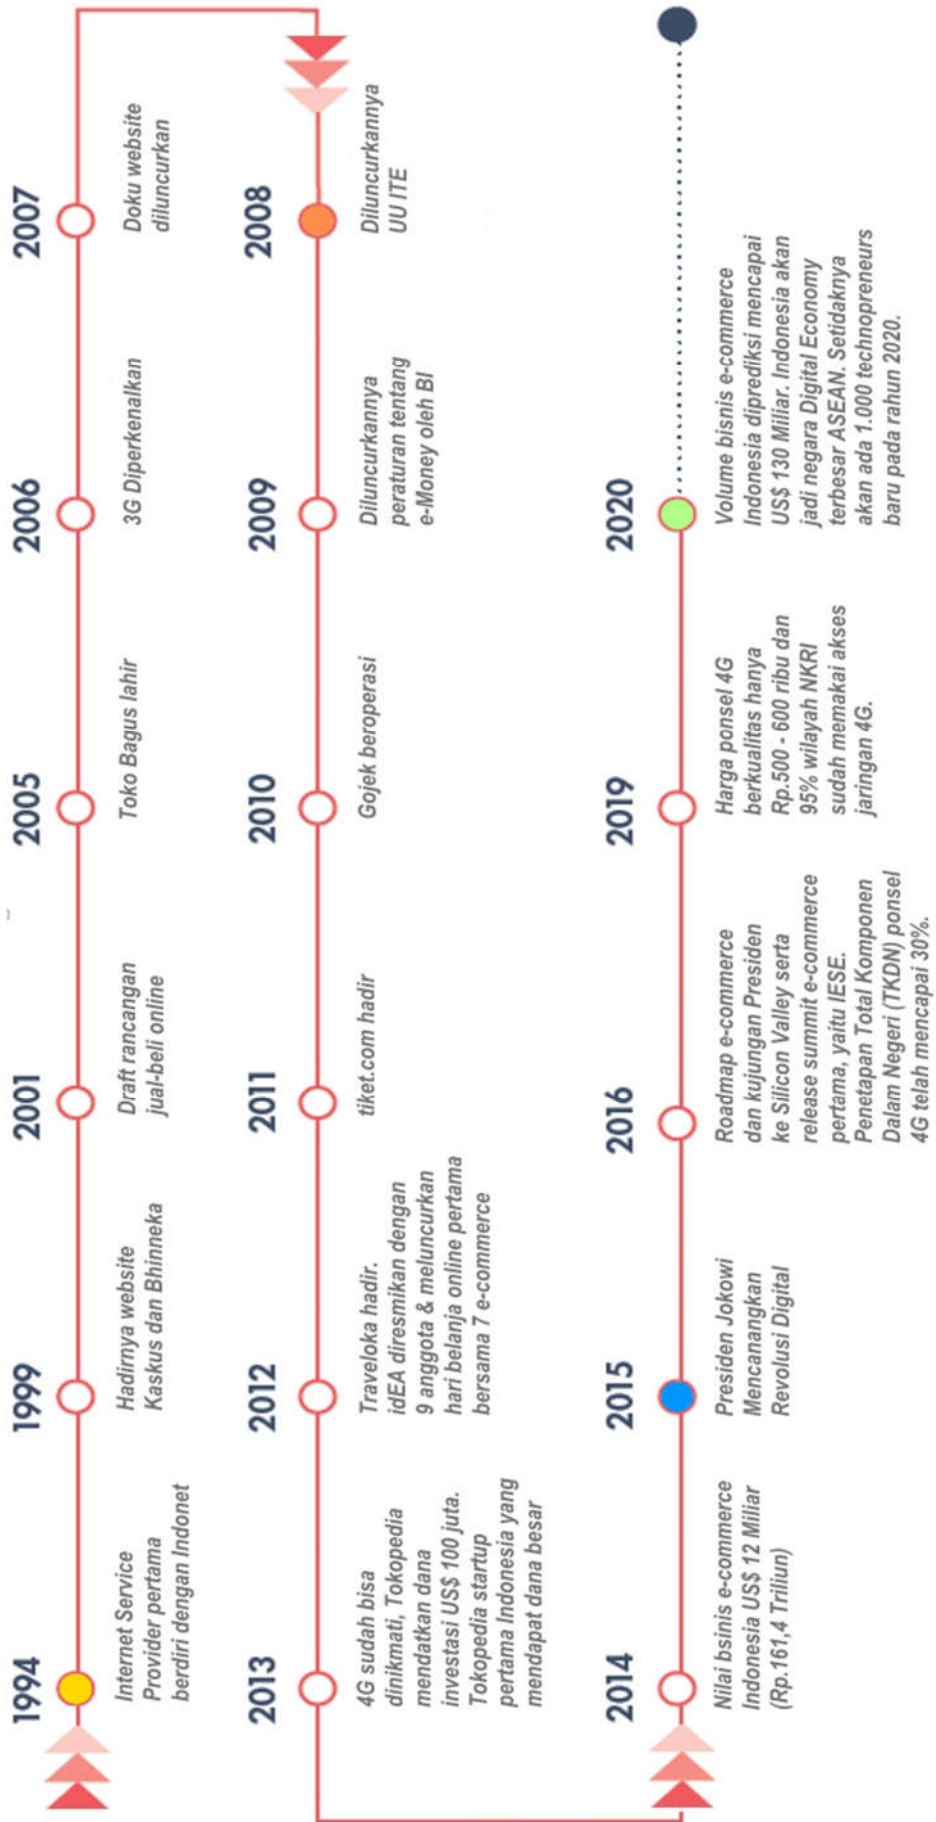 1994
Internet Service
Provider pertama
berdiri dengan Indonet
1999
Hadirnya website
Kaskus dan Bhinneka
2001
Draft rancangan
jual-beli online
2005
Toko Bagus lahir
2006
3G Diperkenalkan
2007
Doku website
diluncurkan
2008
Diluncurkannya
UU ITE
2009
Diluncurkannya
peraturan tentang
e-Money oleh BI
2010
Gojek beroperasi
2011
tiket.com hadir
2012
Traveloka hadir.
idEA diresmikan dengan
9 anggota & meluncurkan
hari belanja online pertama
bersama 7 e-commerce
2013
4G sudah bisa
dinikmati, Tokopedia
mendatkan dana
investasi US$ 100 juta.
Tokopedia startup
pertama Indonesia yang
mendapat dana besar
2014
Nilai bsinis e-commerce
Indonesia US$ 12 Miliar
(Rp.161,4 Triliun)
2015
Presiden Jokowi
Mencanangkan
Revolusi Digital
2016
Roadmap e-commerce
dan kujungan Presiden
ke Silicon Valley serta
release summit e-commerce
pertama, yaitu IESE.
Penetapan Total Komponen
Dalam Negeri (TKDN) ponsel
4G telah mencapai 30%.
2019
Harga ponsel 4G
berkualitas hanya
Rp.500 - 600 ribu dan
95% wilayah NKRI
sudah memakai akses
jaringan 4G.
2020
Volume bisnis e-commerce
Indonesia diprediksi mencapai
US$ 130 Miliar. Indonesia akan
jadi negara Digital Economy
terbesar ASEAN. Setidaknya
akan ada 1.000 technopreneurs
baru pada rahun 2020.